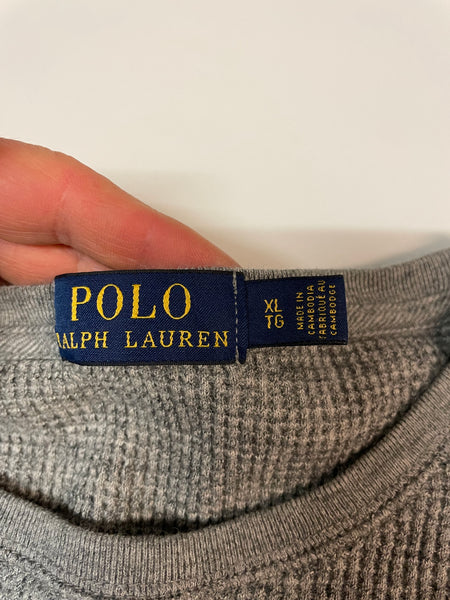 POLO
RALPH LAUREN
XL
TG
MADE IN
CAMBODIA
FABRIQUÉ AU
CAMBODGE